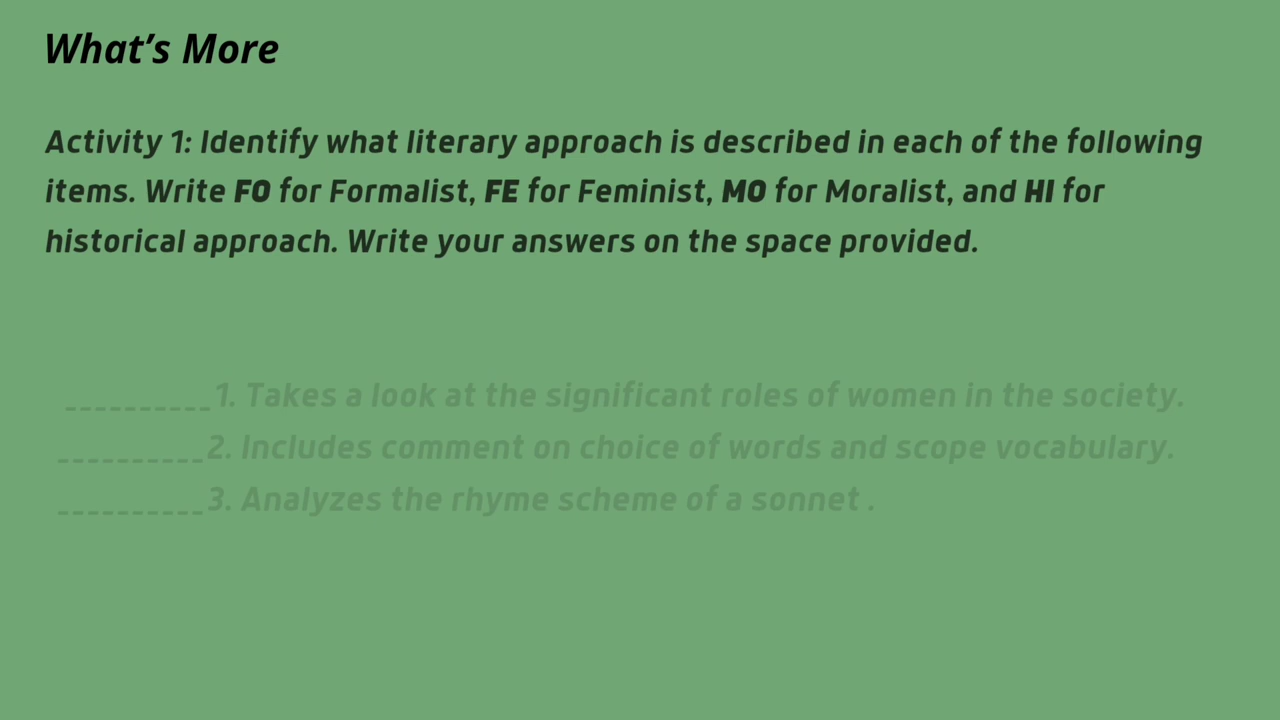 What's More
Activity 1: Identify what literary approach is described in each of the following
items. Write FO for Formalist, FE for Feminist, MO for Moralist, and HI for
historical approach. Write your answers on the space provided.
__________1. Takes a look at the significant roles of women in the society.
__________2. Includes comment on choice of words and scope vocabulary.
__________3. Analyzes the rhyme scheme of a sonnet .